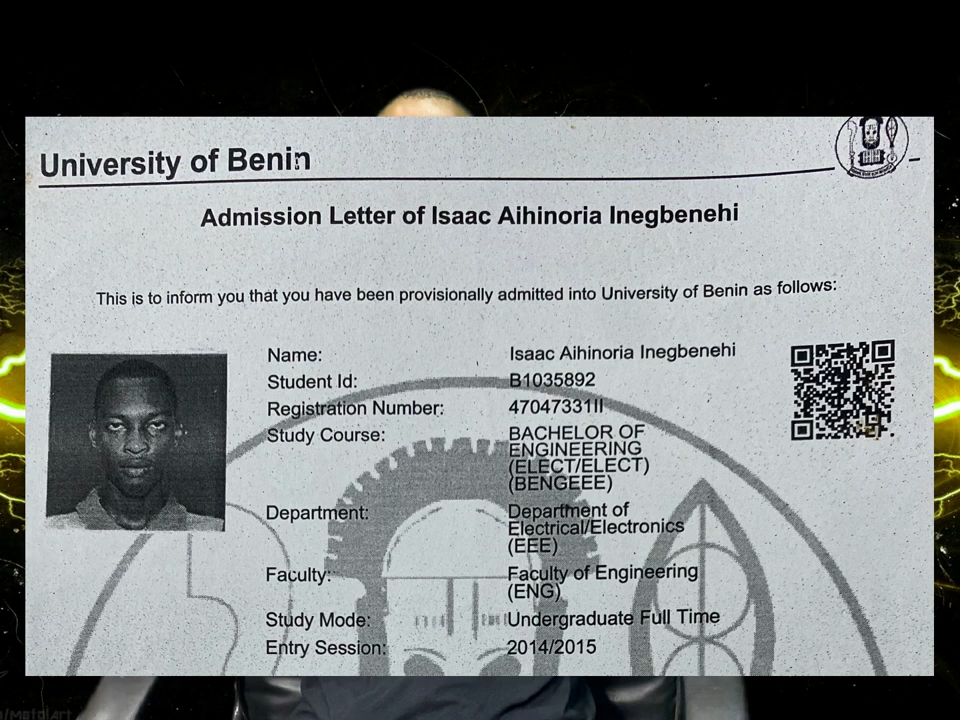 University of Benin
Admission Letter of Isaac Aihinoria Inegbenehi
This is to inform you that you have been provisionally admitted into University of Benin as follows:
Name: Isaac Aihinoria Inegbenehi
Student Id: B1035892
Registration Number: 47047331II
Study Course: BACHELOR OF
ENGINEERING
(ELECT/ELECT)
(BENGEEE)
Department: Department of
Electrical/Electronics
(EEE)
Faculty: Faculty of Engineering
(ENG)
Study Mode: Undergraduate Full Time
Entry Session: 2014/2015